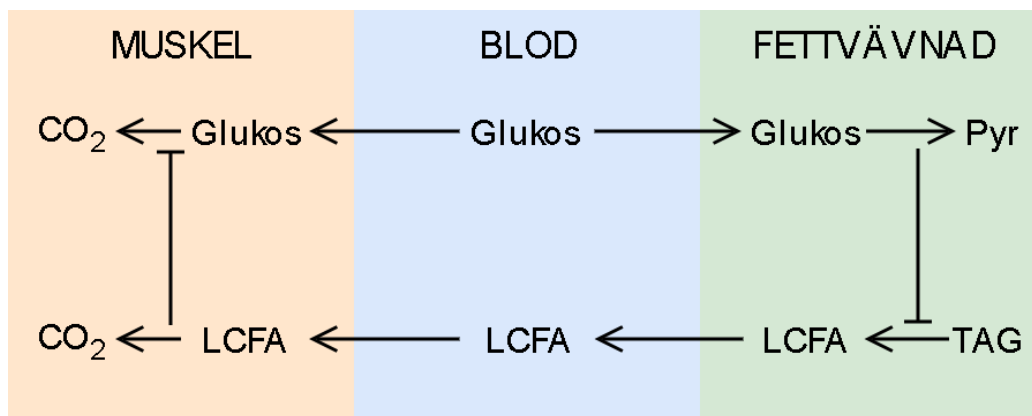 MUSKEL BLOD FETTVÄVNAD
CO₂ Glukos Glukos Glukos Pyr
CO₂ LCFA LCFA LCFA TAG